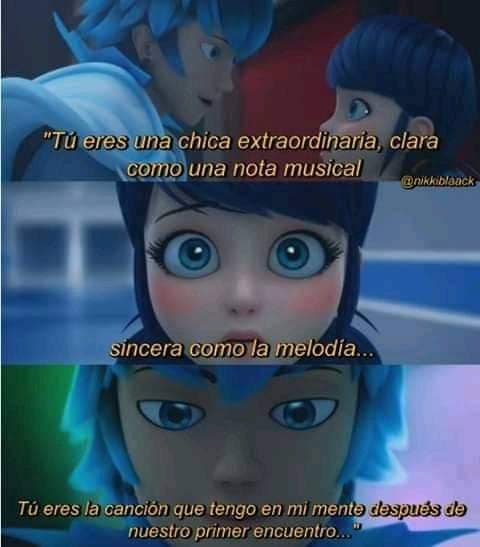 "Tú eres una chica extraordinaria, clara
como una nota musical
@nikkiblaack
sincera como la melodía...
Tú eres la canción que tengo en mi mente después de
nuestro primer encuentro..."